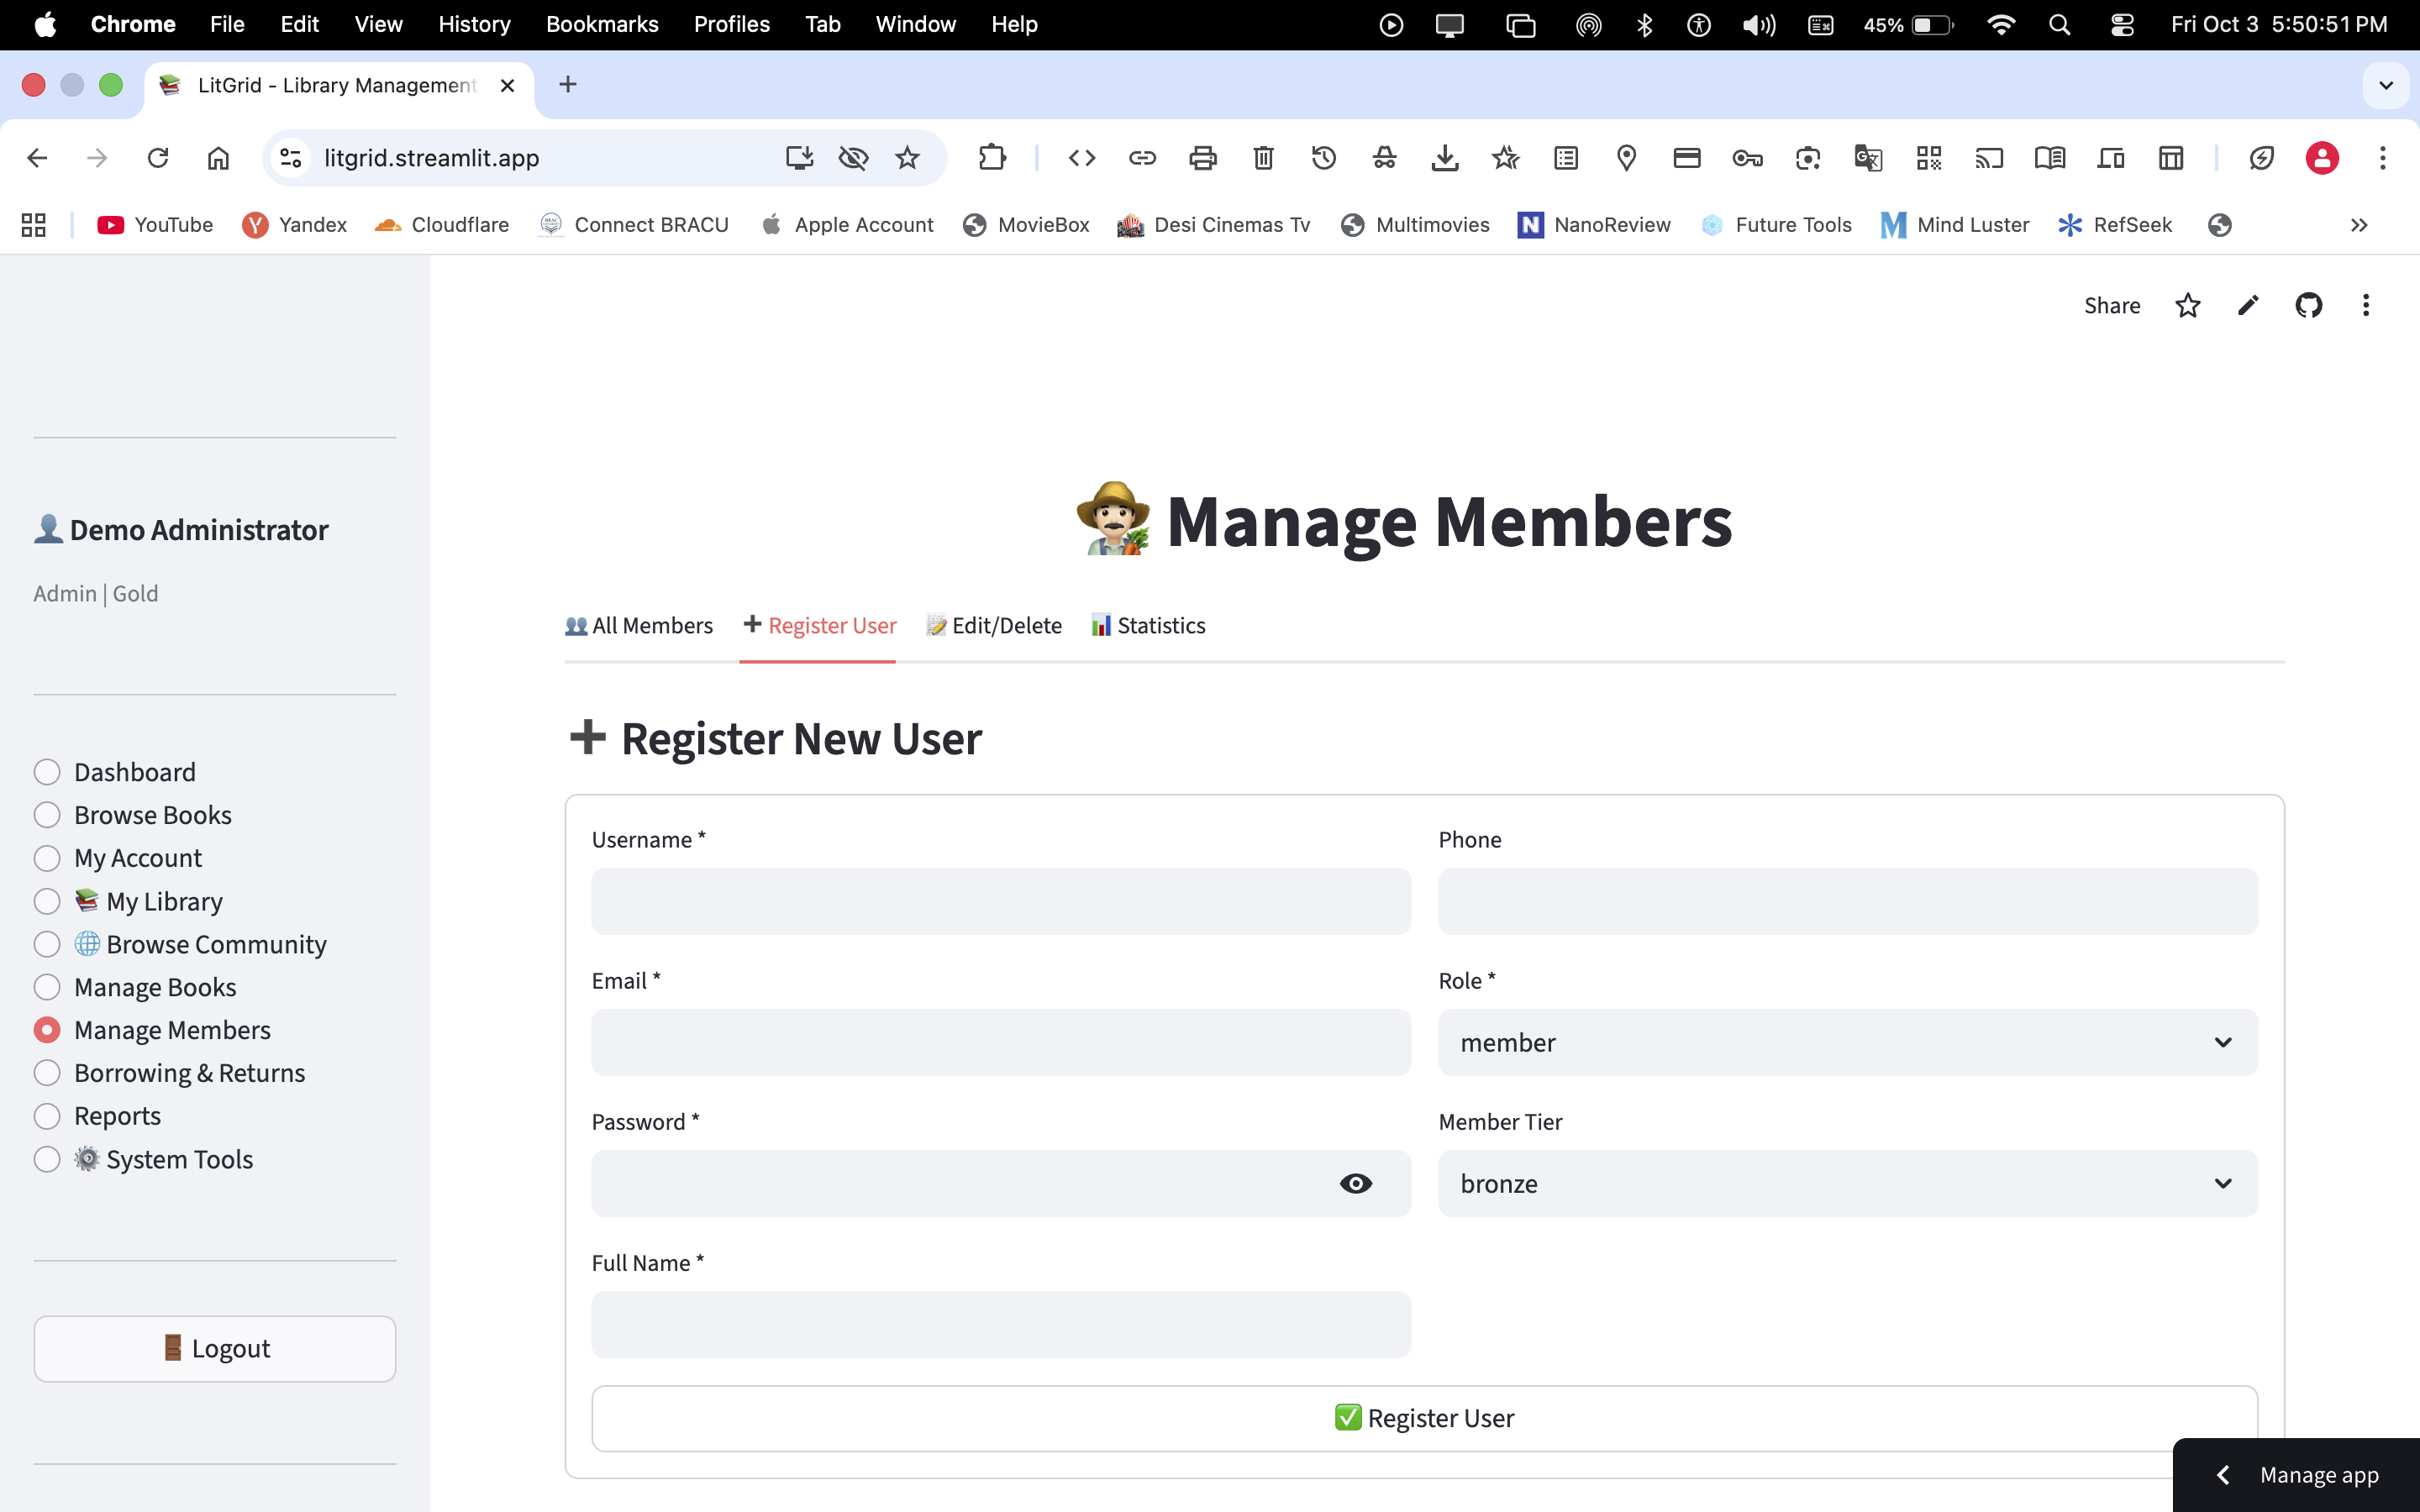 Chrome File Edit View History Bookmarks Profiles Tab Window Help 45% Fri Oct 3 5:50:51 PM
LitGrid - Library Management
litgrid.streamlit.app
YouTube Yandex Cloudflare Connect BRACU Apple Account MovieBox Desi Cinemas Tv Multimovies NanoReview Future Tools Mind Luster RefSeek
Share
Demo Administrator
Admin | Gold
Dashboard
Browse Books
My Account
My Library
Browse Community
Manage Books
Manage Members
Borrowing & Returns
Reports
System Tools
Logout
Manage Members
All Members Register User Edit/Delete Statistics
Register New User
Username *
Phone
Email *
Role *
member
Password *
Member Tier
bronze
Full Name *
Register User
Manage app